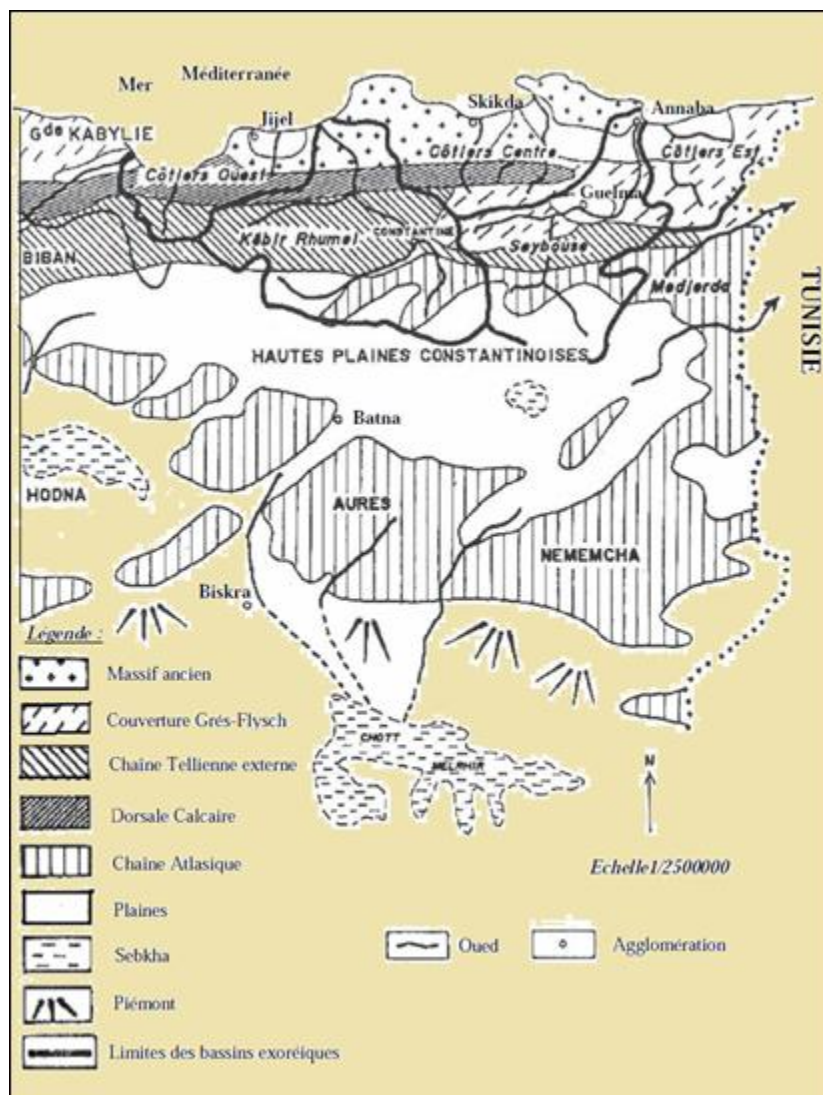 Mer Méditerranée
Jijel
Skikda
Annaba
Gde KABYLIE
Côtiers Ouest
Côtiers Centre
Côtiers Est
Guelma
Kébir Rhumel
CONSTANTINE
Seybouse
BIBAN
Medjerda
TUNISIE
HAUTES PLAINES CONSTANTINOISES
Batna
HODNA
AURES
NEMEMCHA
Biskra
Légende :
Massif ancien
Couverture Grés-Flysch
Chaîne Tellienne externe
Dorsale Calcaire
Chaîne Atlasique
Plaines
Sebkha
Piémont
Limites des bassins exoréiques
CHOTT
MELRHIR
N
Echelle1/2500000
Oued
Agglomération